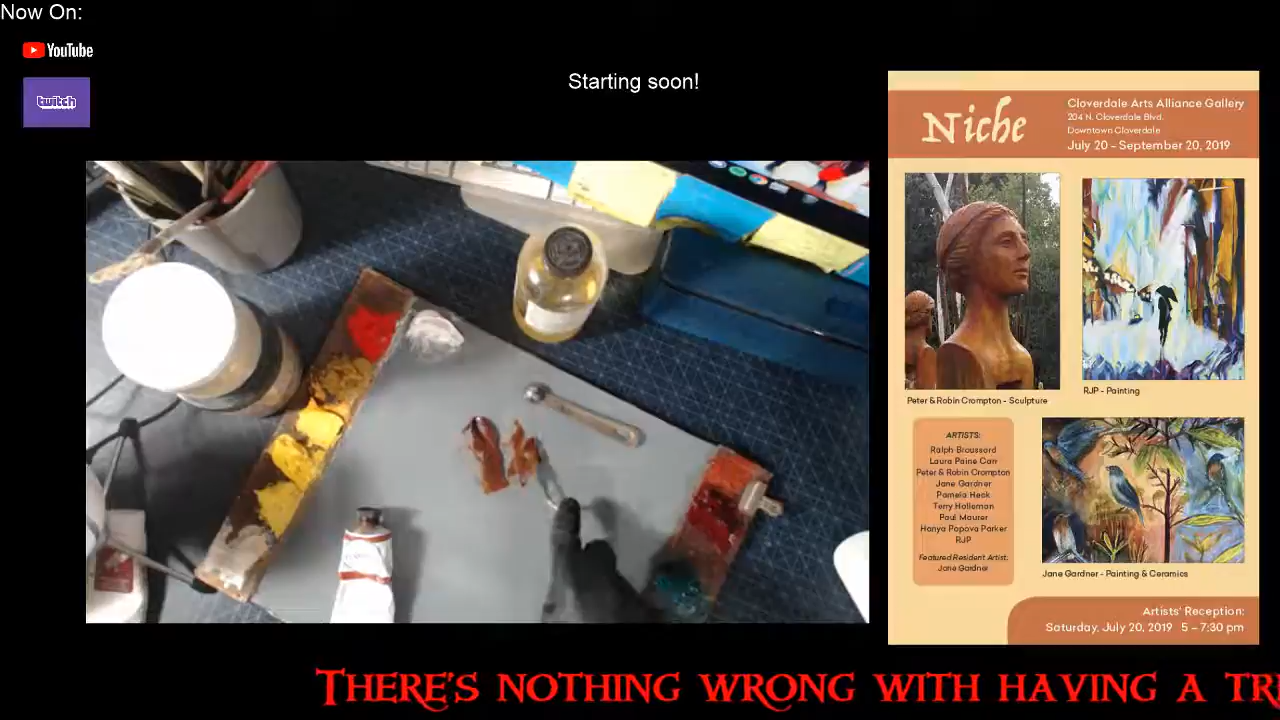 Now On:
YouTube
twitch
Starting soon!
Niche
Cloverdale Arts Alliance Gallery
204 N. Cloverdale Blvd.
Downtown Cloverdale
July 20 - September 20, 2019
Peter & Robin Crompton - Sculpture
RJP - Painting
ARTISTS:
Ralph Broussard
Laura Paine Carr
Peter & Robin Crompton
Jane Gardner
Pamela Heck
Terry Holleman
Paul Maurer
Hanya Popova Parker
RJP
Featured Resident Artist:
Jane Gardner
Jane Gardner - Painting & Ceramics
Artists' Reception:
Saturday, July 20, 2019 5 - 7:30 pm
There's nothing wrong with having a tre